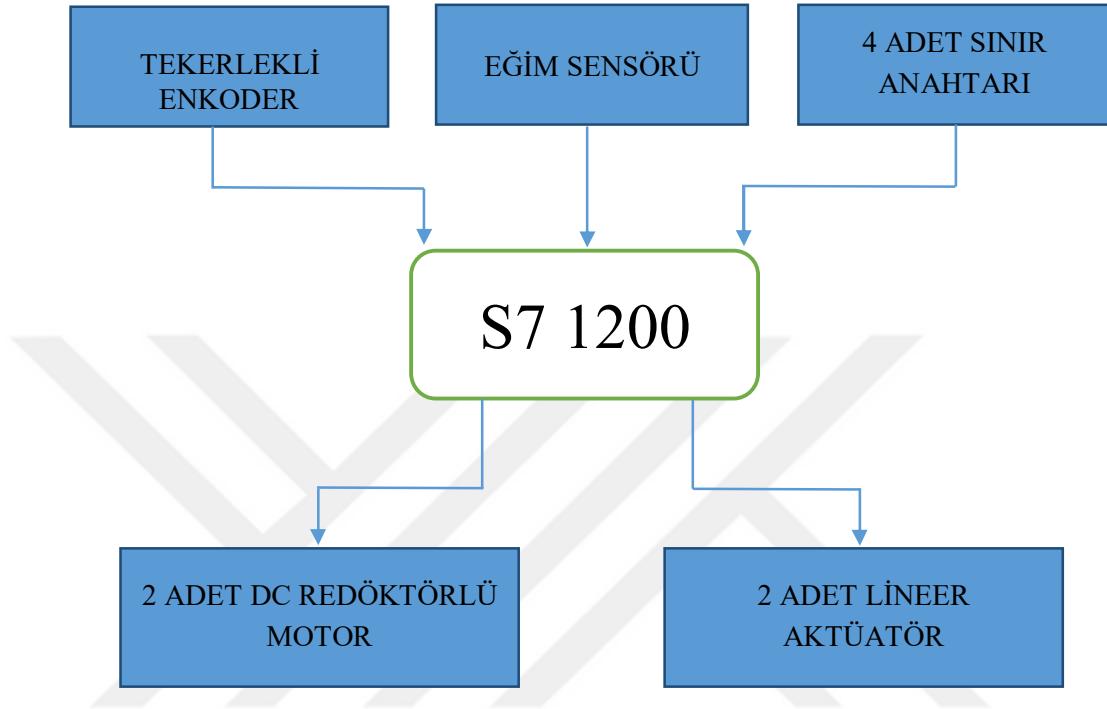 TEKERLEKLİ
ENKODER
EĞİM SENSÖRÜ
4 ADET SINIR
ANAHTARI
S7 1200
2 ADET DC REDÖKTÖRLÜ
MOTOR
2 ADET LİNEER
AKTÜATÖR